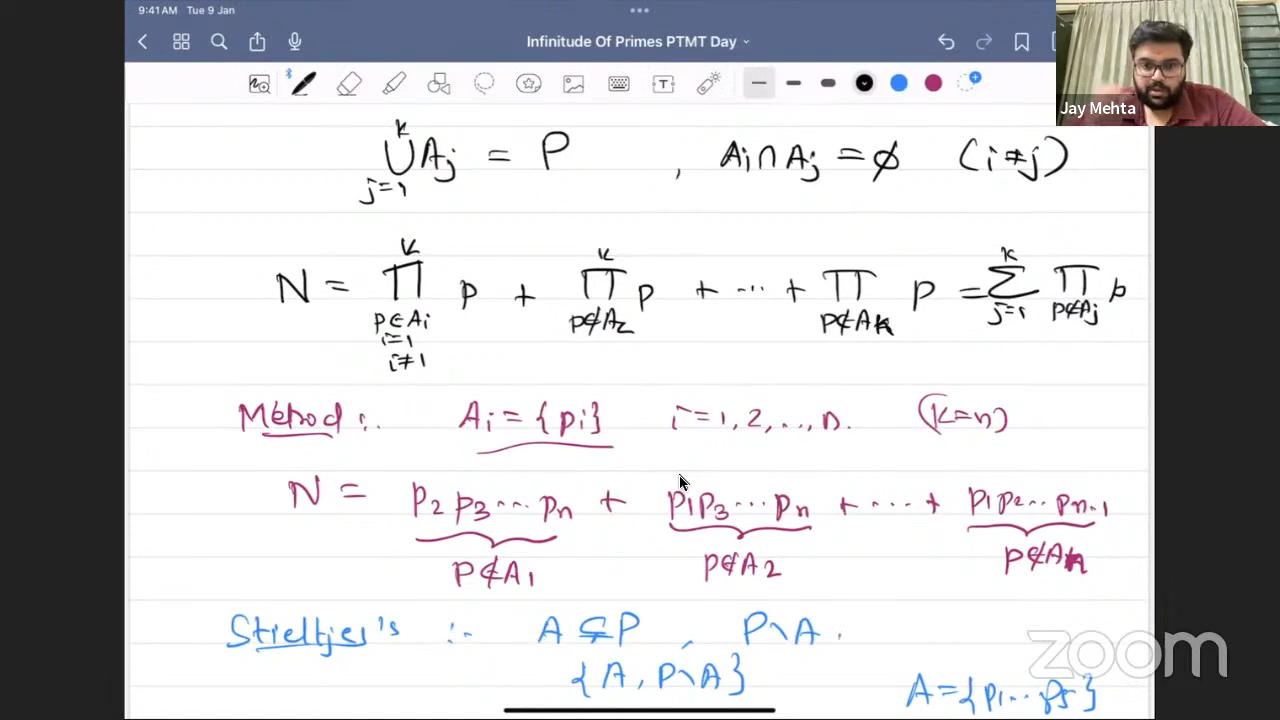 9:41 AM Tue 9 Jan
Infinitude Of Primes PTMT Day
Jay Mehta
k ⋃ j=1 Aj = P , Ai ∩ Aj = φ (i ≠ j)
N = k ∏ p∈Ai i=1 i≠1 p + k ∏ p∉A2 p + ... + ∏ p∉Ak p = k Σ j=1 ∏ p∉Aj p
Method :. Ai = {pi} i = 1, 2, ..., n. (k=n)
N = p2 p3 ... pn + p1 p3 ... pn + ... + p1 p2 ... pn-1
p∉A1 p∉A2 p∉An
Stieltjes's :- A ⊊ P , P∖A .
{A, P∖A}
A = {p1 ... pr}
zoom